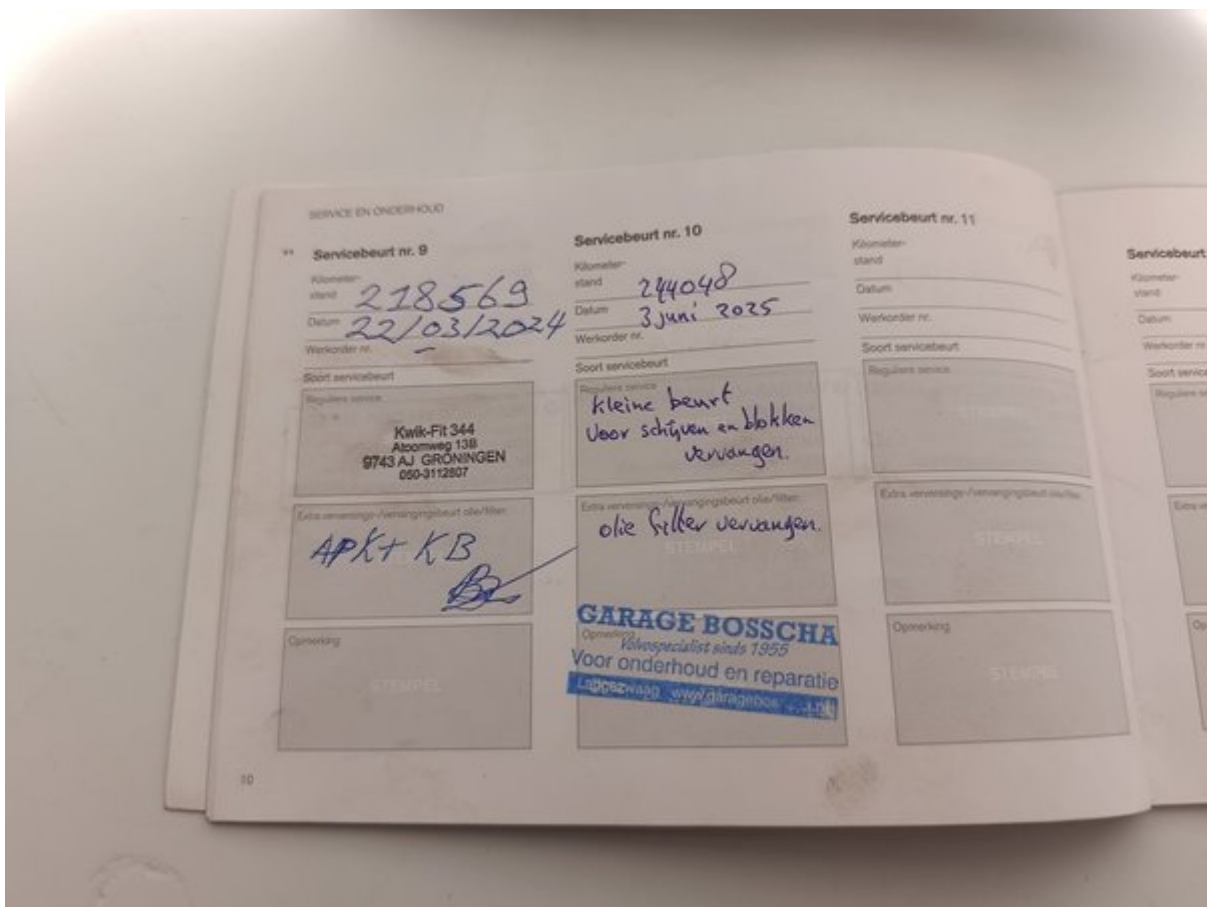 SERVICE EN ONDERHOUD
Servicebeurt nr. 9
Kilometer-
stand 218569
Datum 22/03/2024
Werkorder nr. -
Soort servicebeurt
Reguliere service
Kwik-Fit 344
Atoomweg 13B
9743 AJ GRONINGEN
050-3112807
Extra verversings-/vervangingsbeurt olie/filter:
APK + KB
Opmerking
STEMPEL
10
Servicebeurt nr. 10
Kilometer-
stand 244048
Datum 3 juni 2025
Werkorder nr.
Soort servicebeurt
Reguliere service
Kleine beurt
Voor schijven en blokken
vervangen.
Extra verversings-/vervangingsbeurt olie/filter:
olie filter vervangen.
STEMPEL
GARAGE BOSSCHA
Opmerking
Volvospecialist sinds 1955
Voor onderhoud en reparatie
Servicebeurt nr. 11
Kilometer-
stand
Datum
Werkorder nr.
Soort servicebeurt
Reguliere service
STEMPEL
Extra verversings-/vervangingsbeurt olie/filter:
STEMPEL
Opmerking
STEMPEL
Servicebeurt
Kilometer-
stand
Datum
Werkorder nr
Soort service